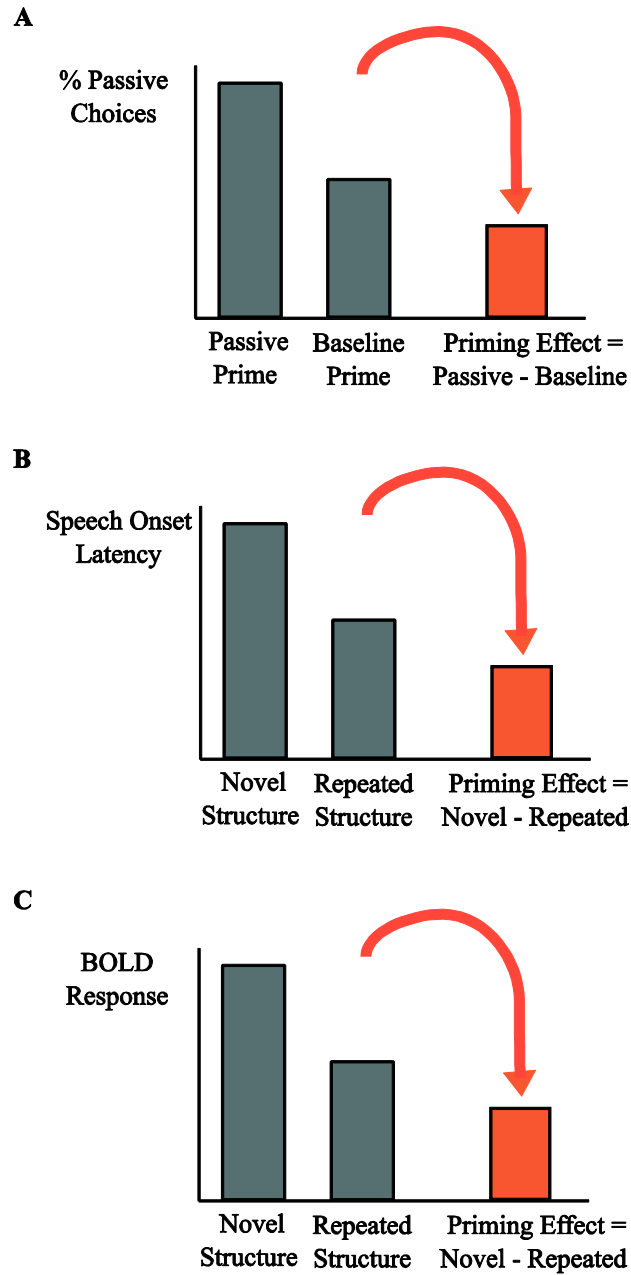 A
% Passive
Choices
Passive
Prime
Baseline
Prime
Priming Effect =
Passive - Baseline
B
Speech Onset
Latency
Novel
Structure
Repeated
Structure
Priming Effect =
Novel - Repeated
C
BOLD
Response
Novel
Structure
Repeated
Structure
Priming Effect =
Novel - Repeated